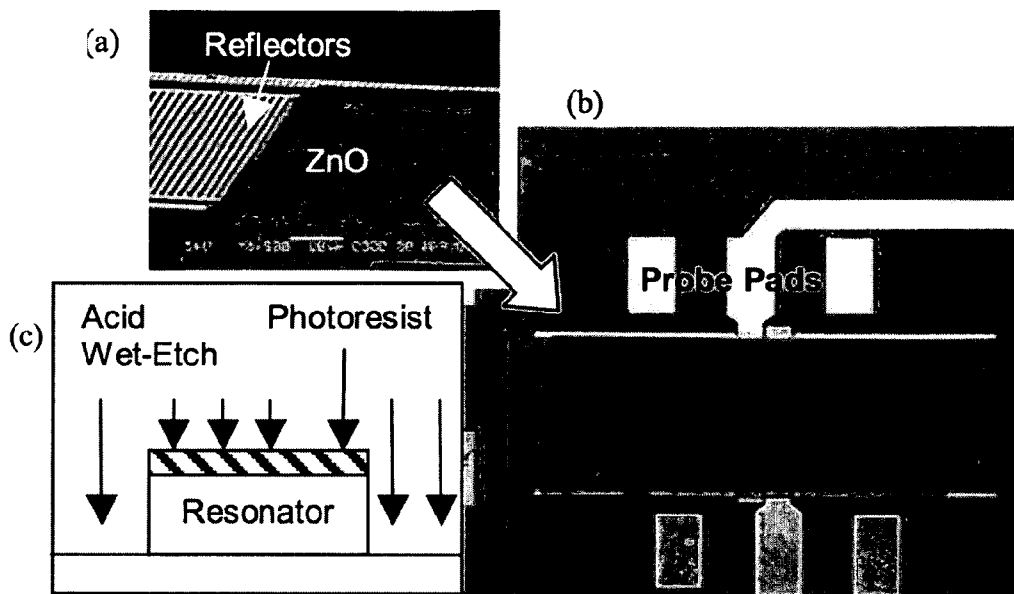 (a)
Reflectors
ZnO
(b)
Probe Pads
(c)
Acid
Wet-Etch
Photoresist
Resonator